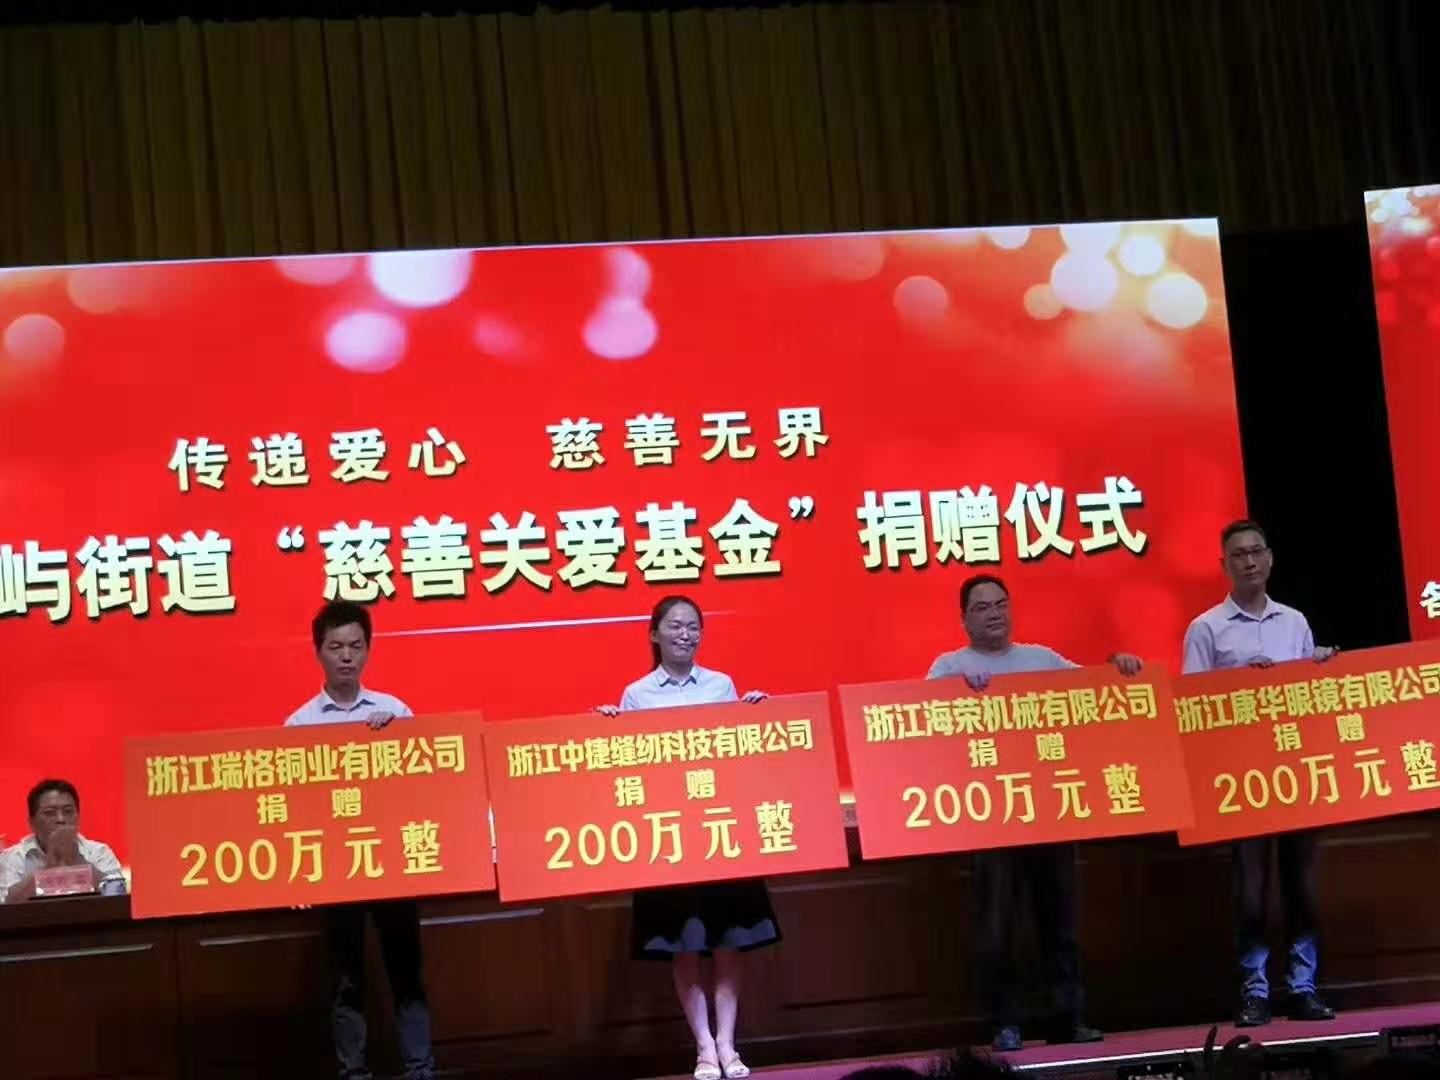 传递爱心 慈善无界
屿街道“慈善关爱基金”捐赠仪式
各
浙江瑞格铜业有限公司
捐赠
200万元整
浙江中捷缝纫科技有限公司
捐赠
200万元整
浙江海荣机械有限公司
捐赠
200万元整
浙江康华眼镜有限公司
捐赠
200万元整